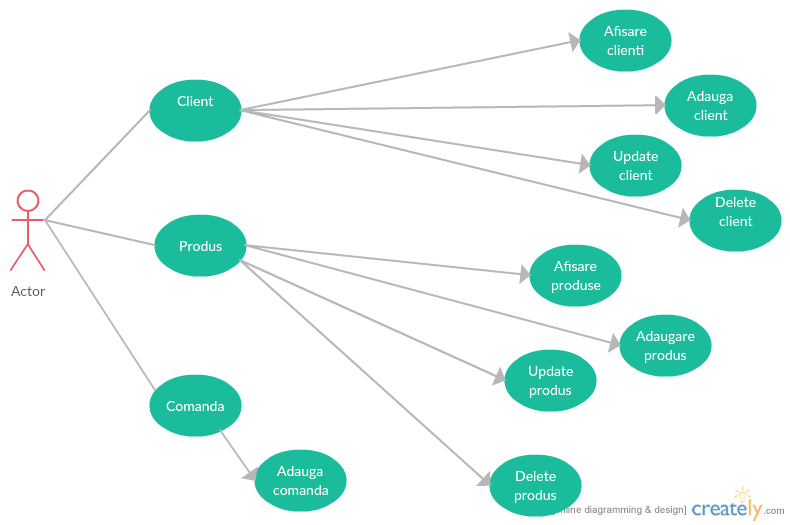 Afisare
clienti
Client
Adauga
client
Update
client
Delete
client
Produs
Afisare
produse
Actor
Adaugare
produs
Update
produs
Comanda
Adauga
comanda
Delete
produs
nline diagramming & design]
creately.com